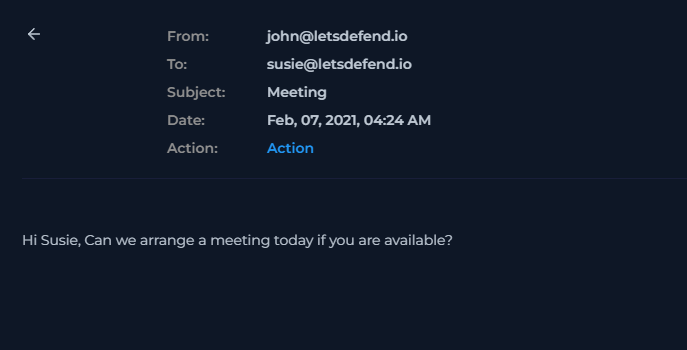 From: john@letsdefend.io
To: susie@letsdefend.io
Subject: Meeting
Date: Feb, 07, 2021, 04:24 AM
Action: Action
Hi Susie, Can we arrange a meeting today if you are available?